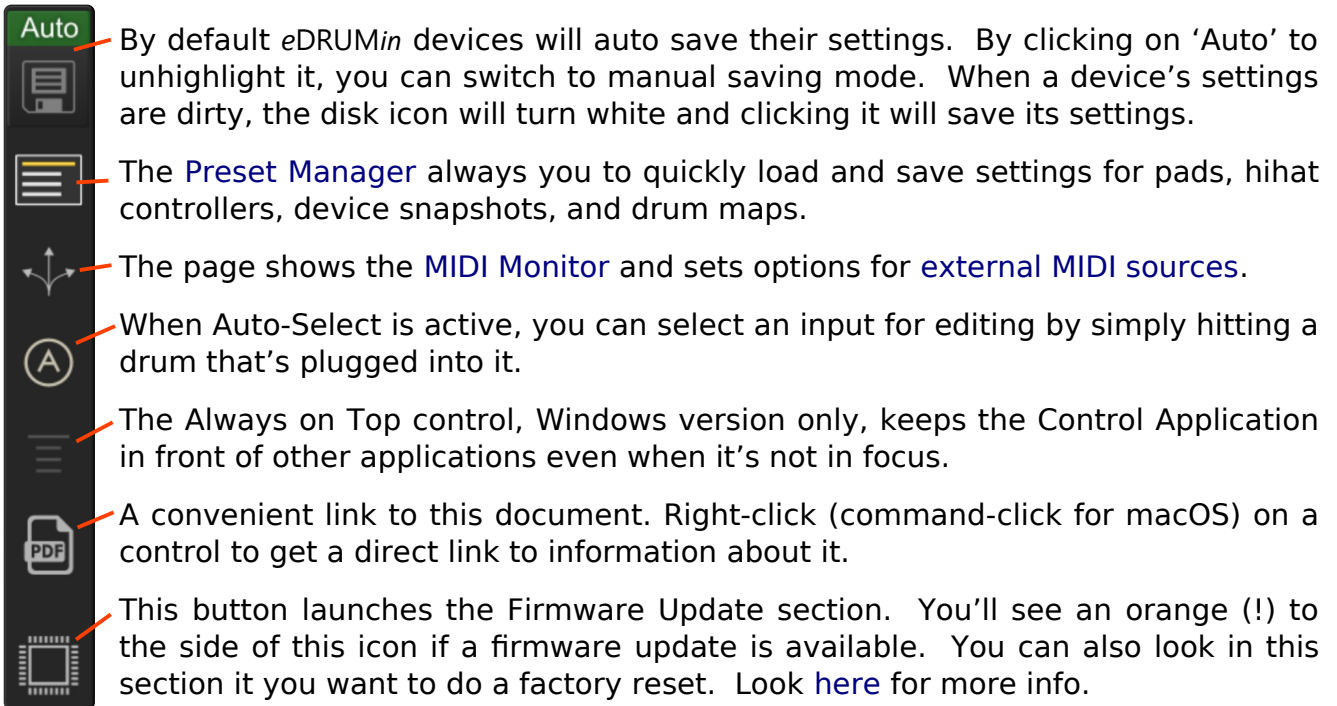 Auto
By default eDRUMin devices will auto save their settings.  By clicking on ‘Auto’ to
unhighlight it, you can switch to manual saving mode.  When a device’s settings
are dirty, the disk icon will turn white and clicking it will save its settings.
The Preset Manager always you to quickly load and save settings for pads, hihat
controllers, device snapshots, and drum maps.
The page shows the MIDI Monitor and sets options for external MIDI sources.
When Auto-Select is active, you can select an input for editing by simply hitting a
drum that’s plugged into it.
A
The Always on Top control, Windows version only, keeps the Control Application
in front of other applications even when it’s not in focus.
A convenient link to this document. Right-click (command-click for macOS) on a
control to get a direct link to information about it.
PDF
This button launches the Firmware Update section.  You’ll see an orange (!) to
the side of this icon if a firmware update is available.  You can also look in this
section it you want to do a factory reset.  Look here for more info.